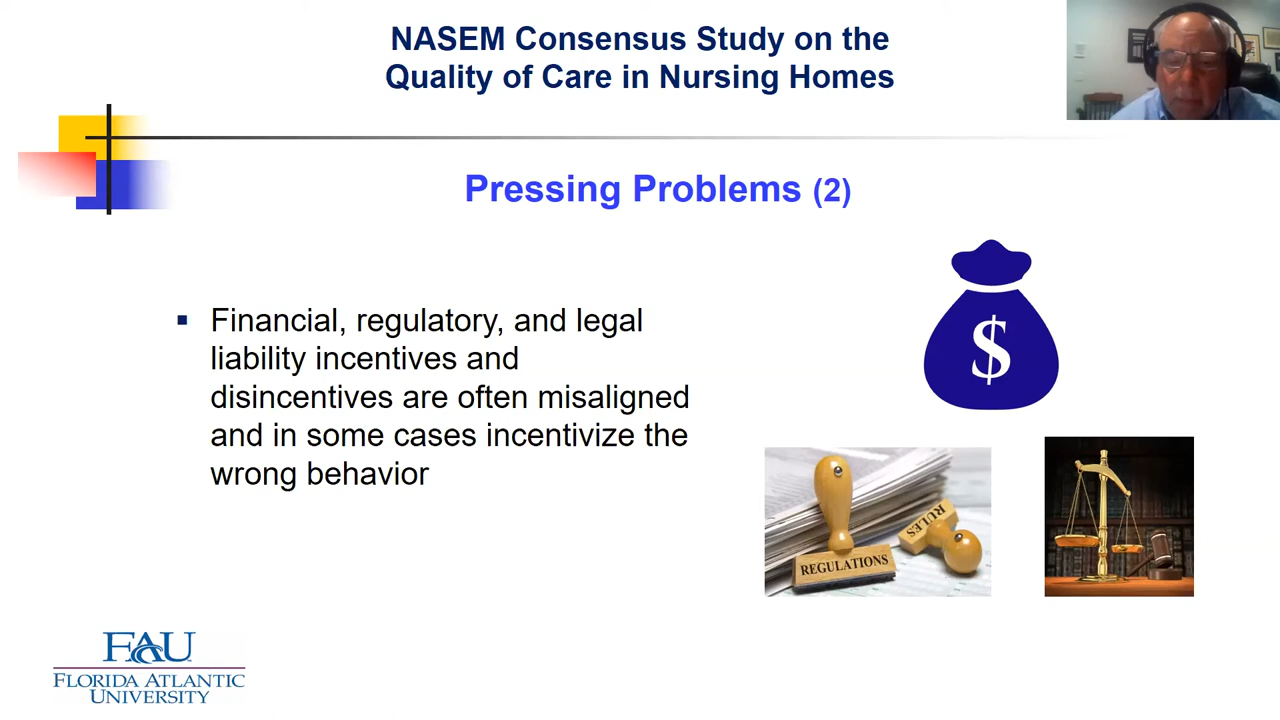 NASEM Consensus Study on the
Quality of Care in Nursing Homes
Pressing Problems (2)
Financial, regulatory, and legal
liability incentives and
disincentives are often misaligned
and in some cases incentivize the
wrong behavior
$
RULES
REGULATIONS
FAU
FLORIDA ATLANTIC
UNIVERSITY